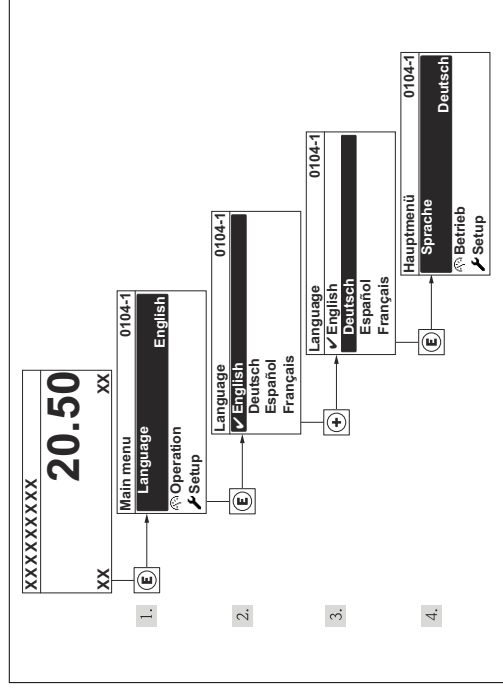 XXXXXXXXX
20.50
XX XX
1.
E
Main menu 0104-1
Language
English
Operation
Setup
2.
E
Language 0104-1
✔English
Deutsch
Español
Français
3.
+
Language 0104-1
✔English
Deutsch
Español
Français
4.
E
Hauptmenü 0104-1
Sprache
Deutsch
Betrieb
Setup